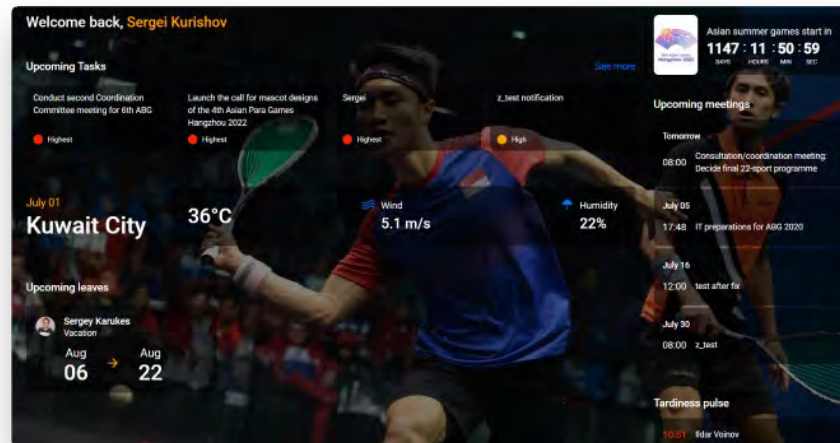 Welcome back, Sergei Kurishov
Upcoming Tasks
See more
Conduct second Coordination
Committee meeting for 6th ABG
Highest
Launch the call for mascot designs
of the 4th Asian Para Games
Hangzhou 2022
Highest
Sergei
Highest
z_test notification
High
July 01
Kuwait City
36°C
Wind
5.1 m/s
Humidity
22%
Upcoming leaves
Sergey Karukes
Vacation
Aug
06
Aug
22
Hangzhou 2022
Asian summer games start in
1147 : 11 : 50 : 59
DAYS HOURS MIN SEC
Upcoming meetings
Tomorrow
08:00 Consultation/coordination meeting:
Decide final 22-sport programme
July 05
17:48 IT preparations for ABG 2020
July 16
12:00 test after fix
July 30
08:00 z_test
Tardiness pulse
10:51 Ildar Voinov